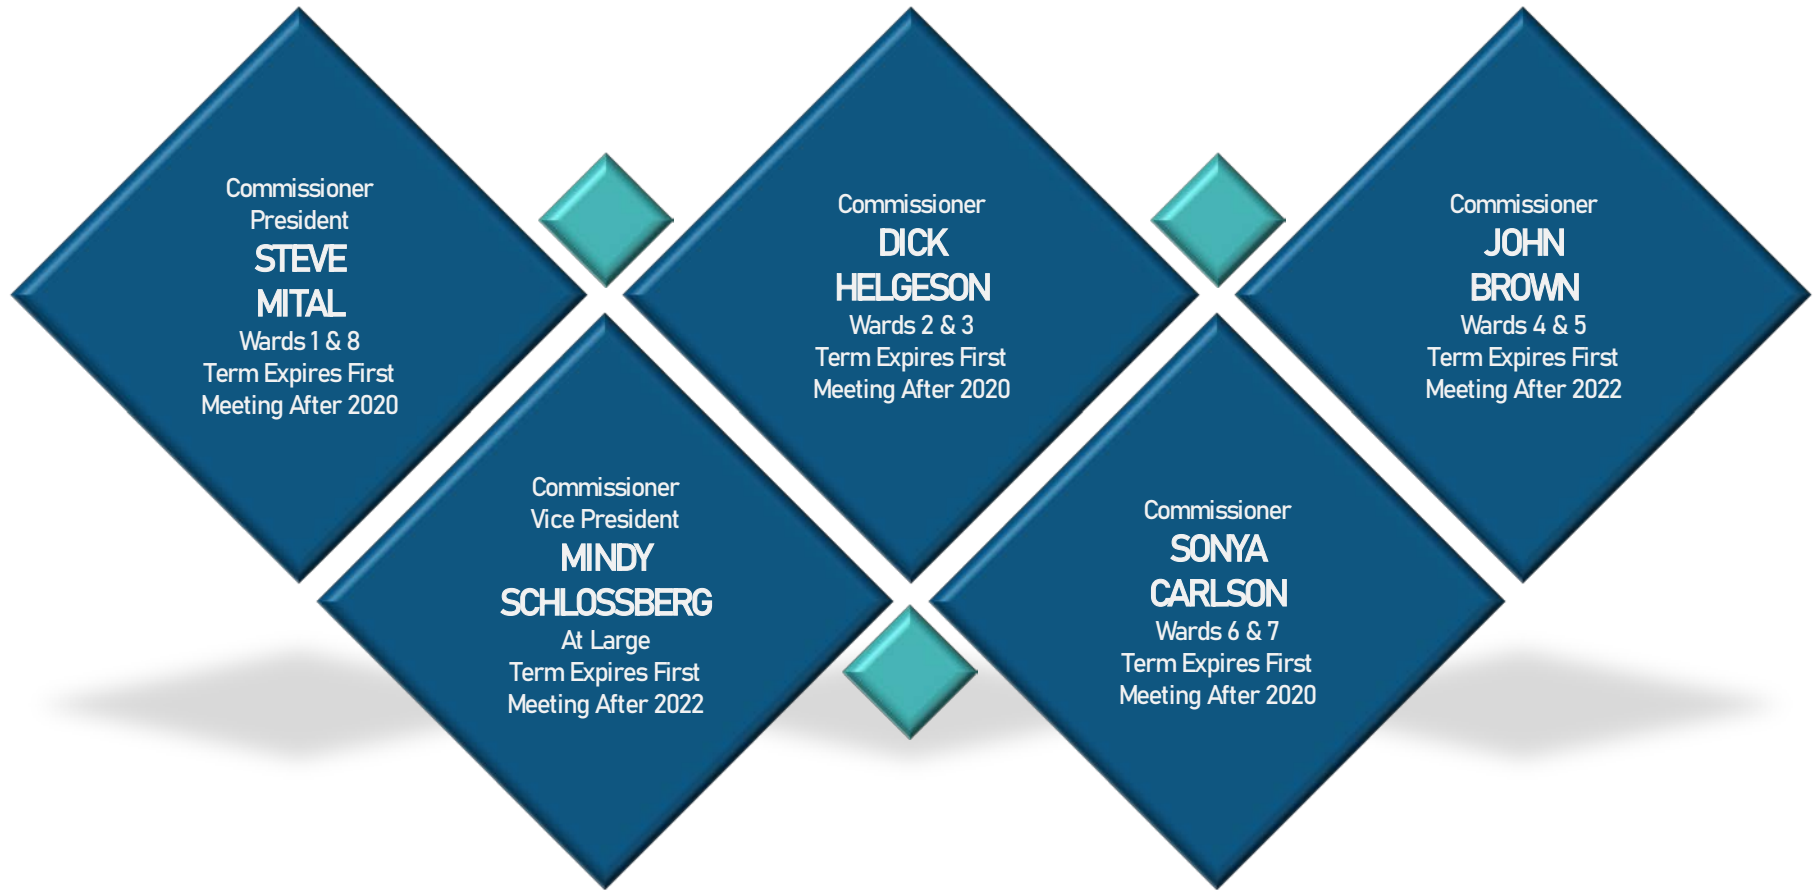 Commissioner
President
STEVE
MITAL
Wards 1 & 8
Term Expires First
Meeting After 2020
Commissioner
DICK
HELGESON
Wards 2 & 3
Term Expires First
Meeting After 2020
Commissioner
JOHN
BROWN
Wards 4 & 5
Term Expires First
Meeting After 2022
Commissioner
Vice President
MINDY
SCHLOSSBERG
At Large
Term Expires First
Meeting After 2022
Commissioner
SONYA
CARLSON
Wards 6 & 7
Term Expires First
Meeting After 2020